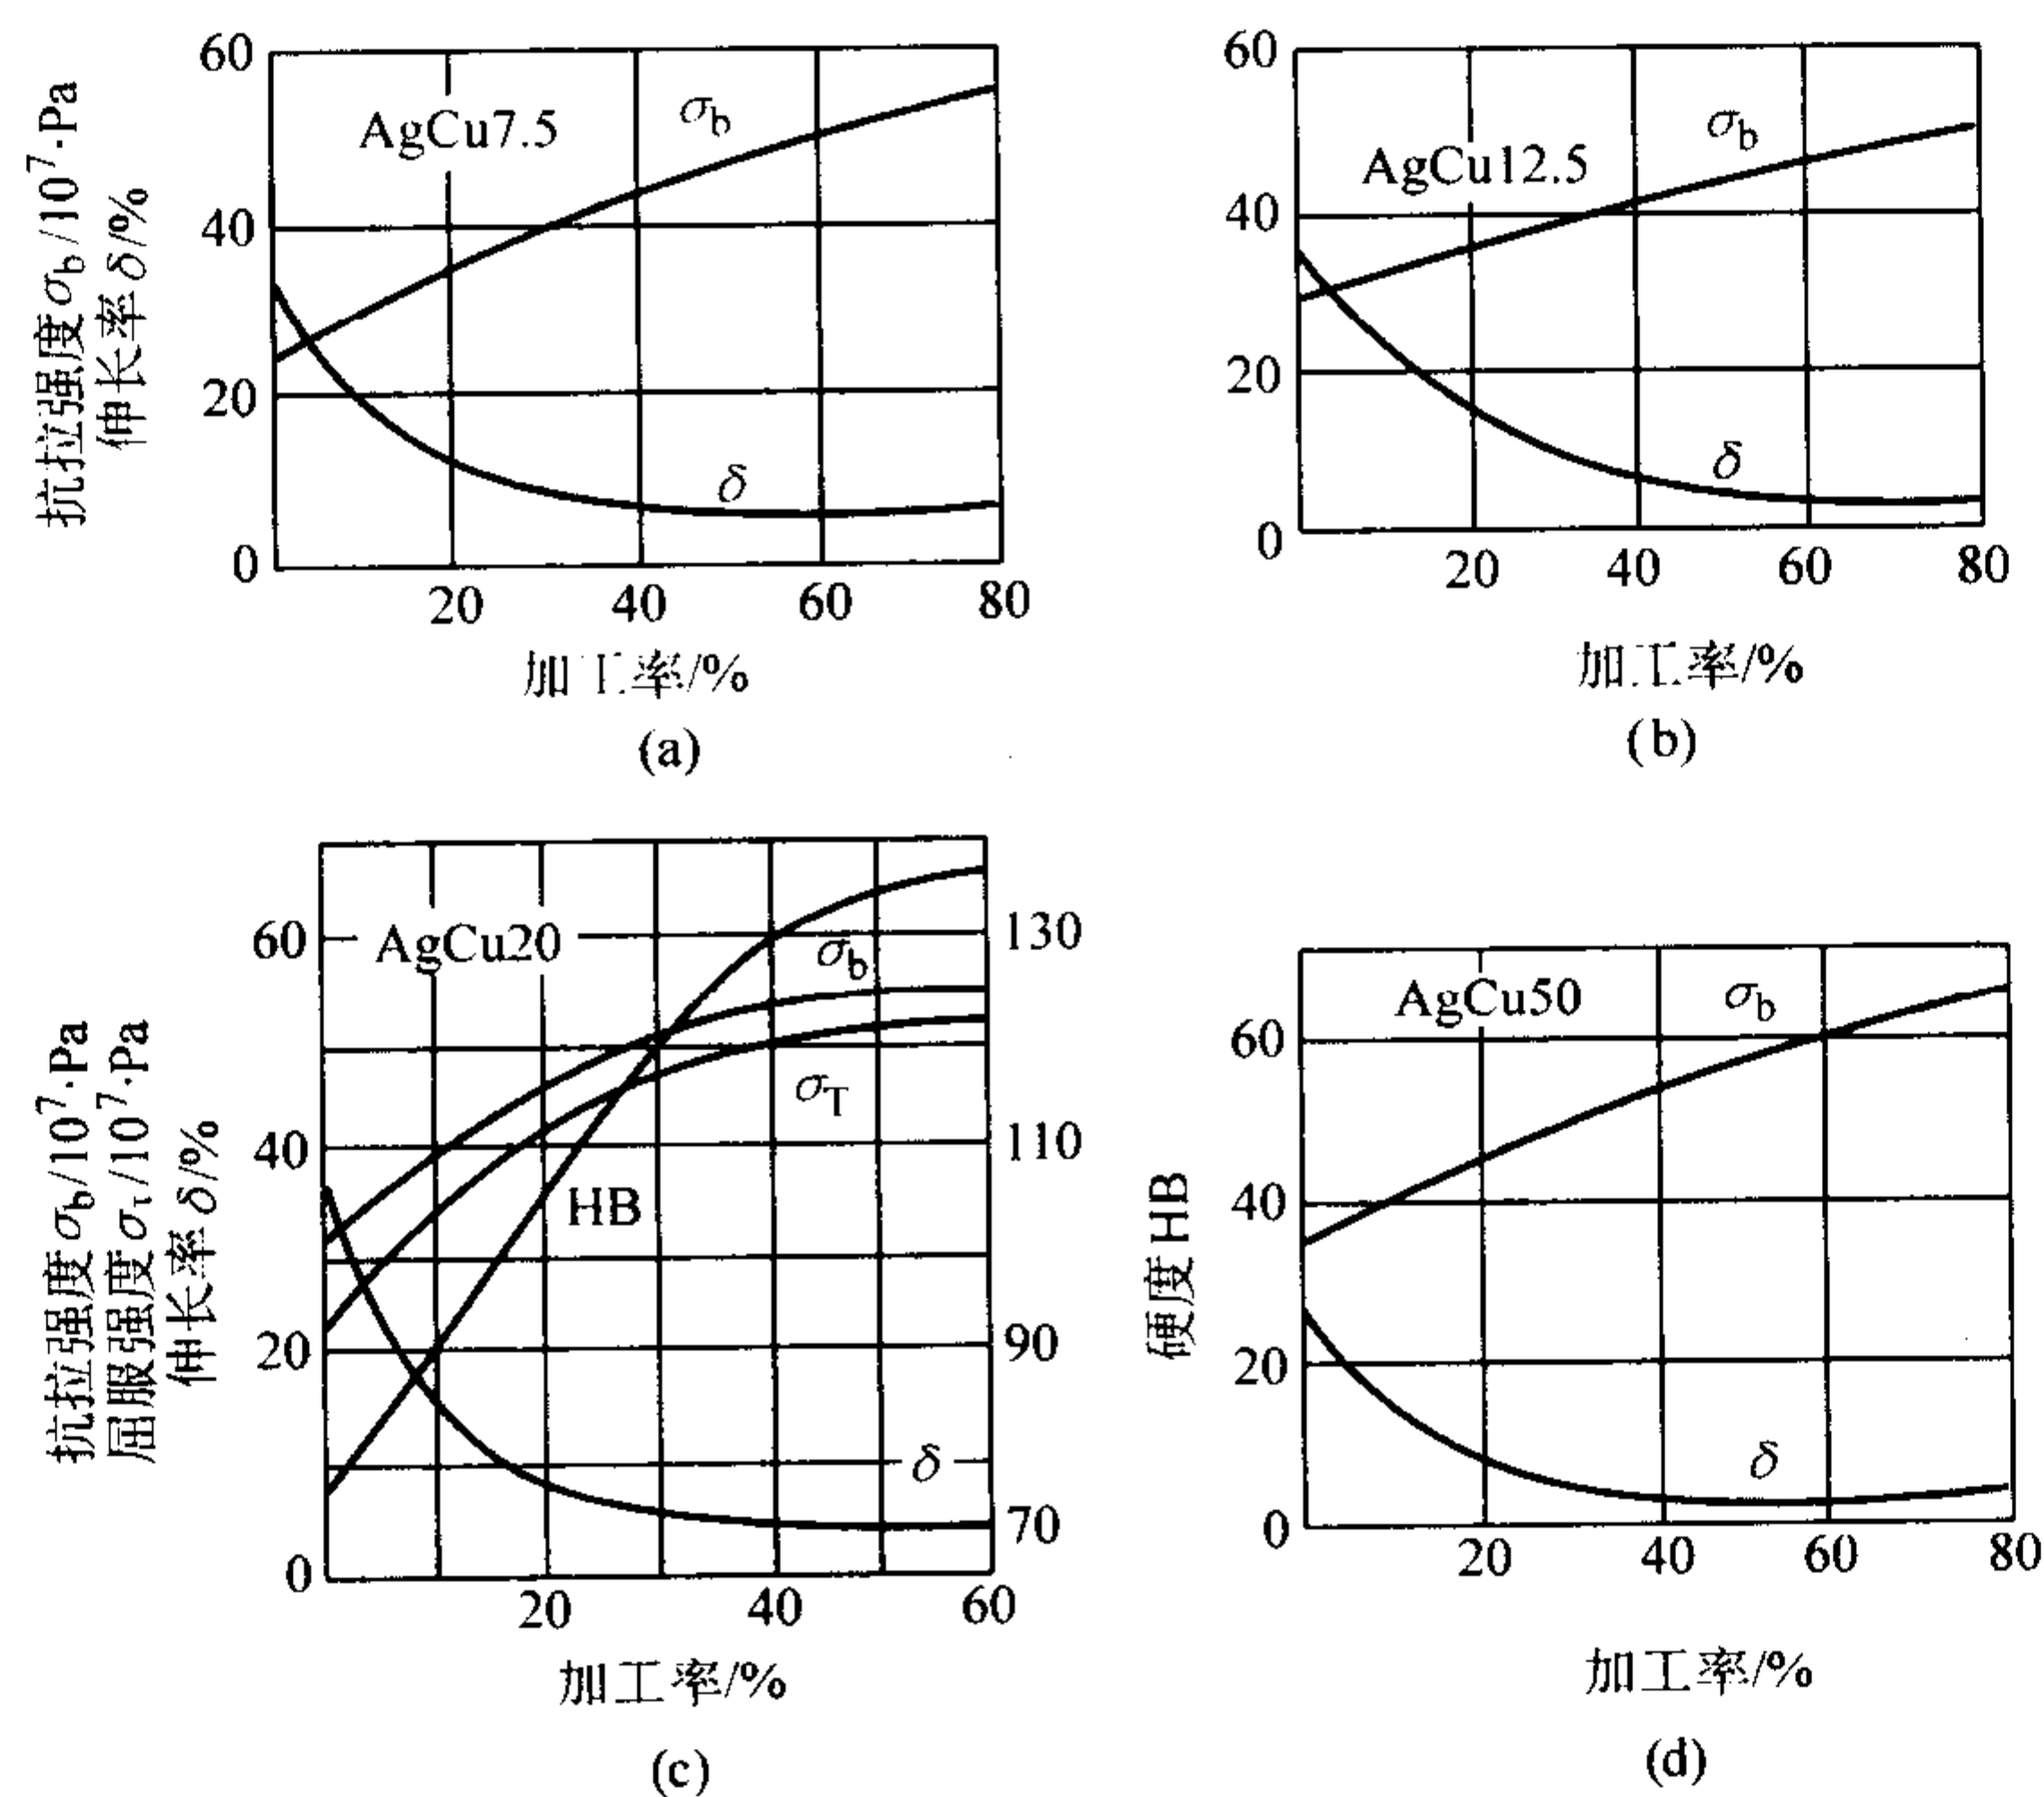 抗拉强度σb/10⁷·Pa
伸长率δ/%
60
40
20
0
AgCu7.5
σb
δ
20 40 60 80
加工率/%
(a)
60
40
20
0
AgCu12.5
σb
δ
20 40 60 80
加工率/%
(b)
抗拉强度σb/10⁷·Pa
屈服强度στ/10⁷·Pa
伸长率δ/%
60
40
20
0
AgCu20
σb
σT
HB
δ
130
110
90
70
20 40 60
加工率/%
(c)
硬度HB
60
40
20
0
AgCu50
σb
δ
20 40 60 80
加工率/%
(d)